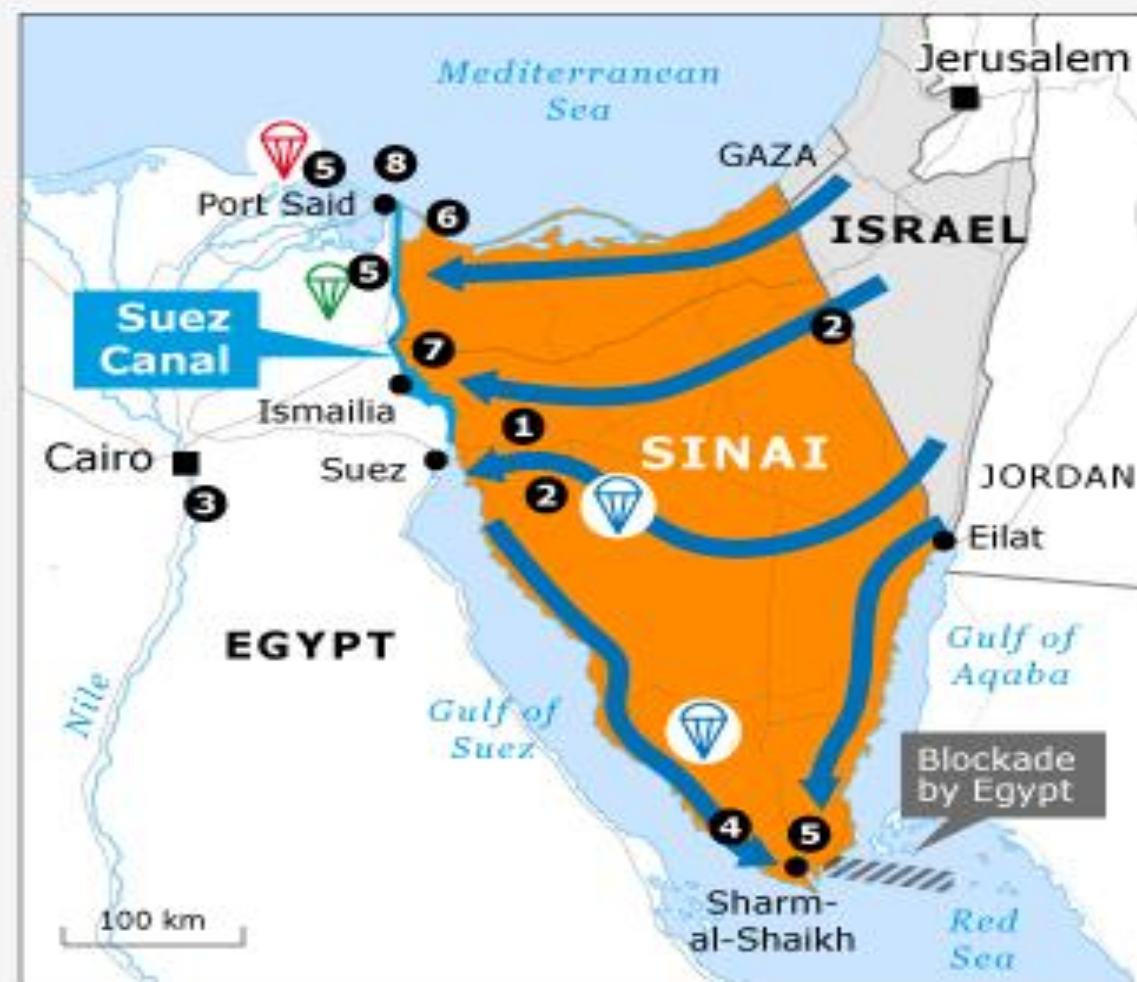 Jerusalem
Mediterranean
Sea
GAZA
5
8
Port Said
6
ISRAEL
5
Suez
Canal
2
7
Ismailia
1
SINAI
Cairo
Suez
2
JORDAN
3
Eilat
EGYPT
Gulf of
Aqaba
Nile
Gulf of
Suez
Blockade
by Egypt
4
5
100 km
Sharm-
al-Shaikh
Red
Sea